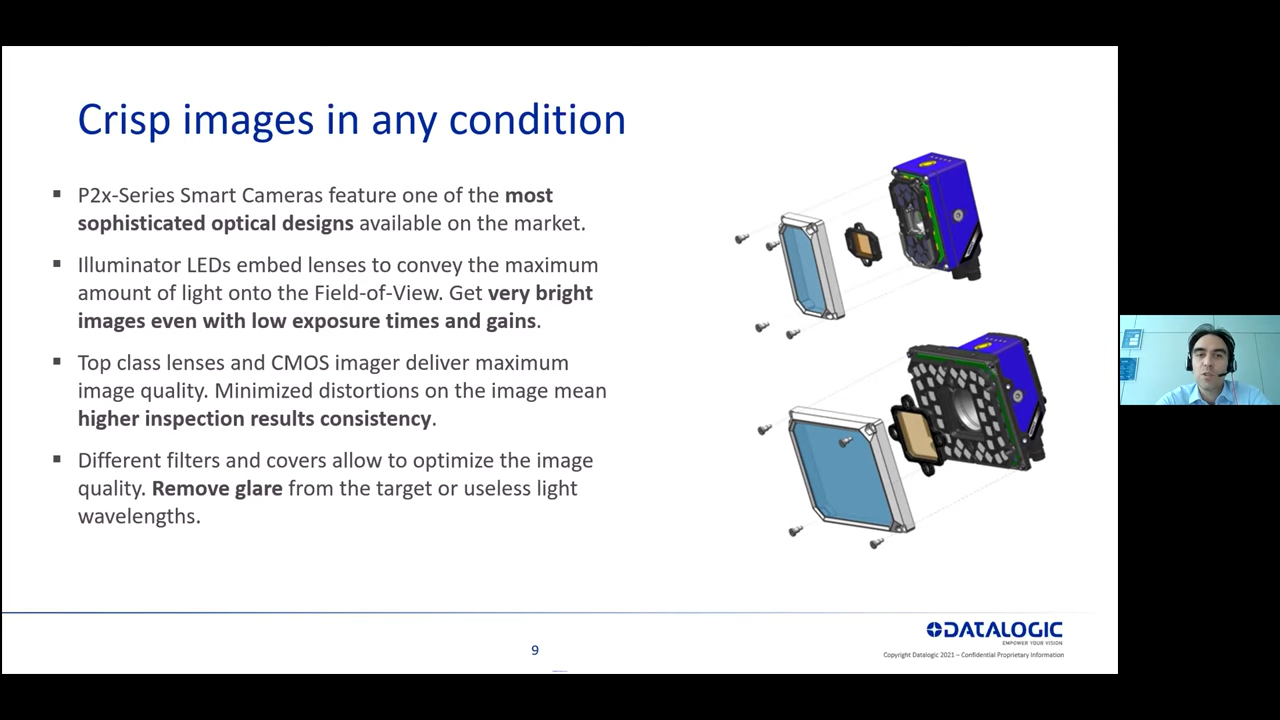 Crisp images in any condition
▪ P2x-Series Smart Cameras feature one of the most
sophisticated optical designs available on the market.
▪ Illuminator LEDs embed lenses to convey the maximum
amount of light onto the Field-of-View. Get very bright
images even with low exposure times and gains.
▪ Top class lenses and CMOS imager deliver maximum
image quality. Minimized distortions on the image mean
higher inspection results consistency.
▪ Different filters and covers allow to optimize the image
quality. Remove glare from the target or useless light
wavelengths.
DATALOGIC
EMPOWER YOUR VISION
9
Copyright Datalogic 2021 – Confidential Proprietary Information